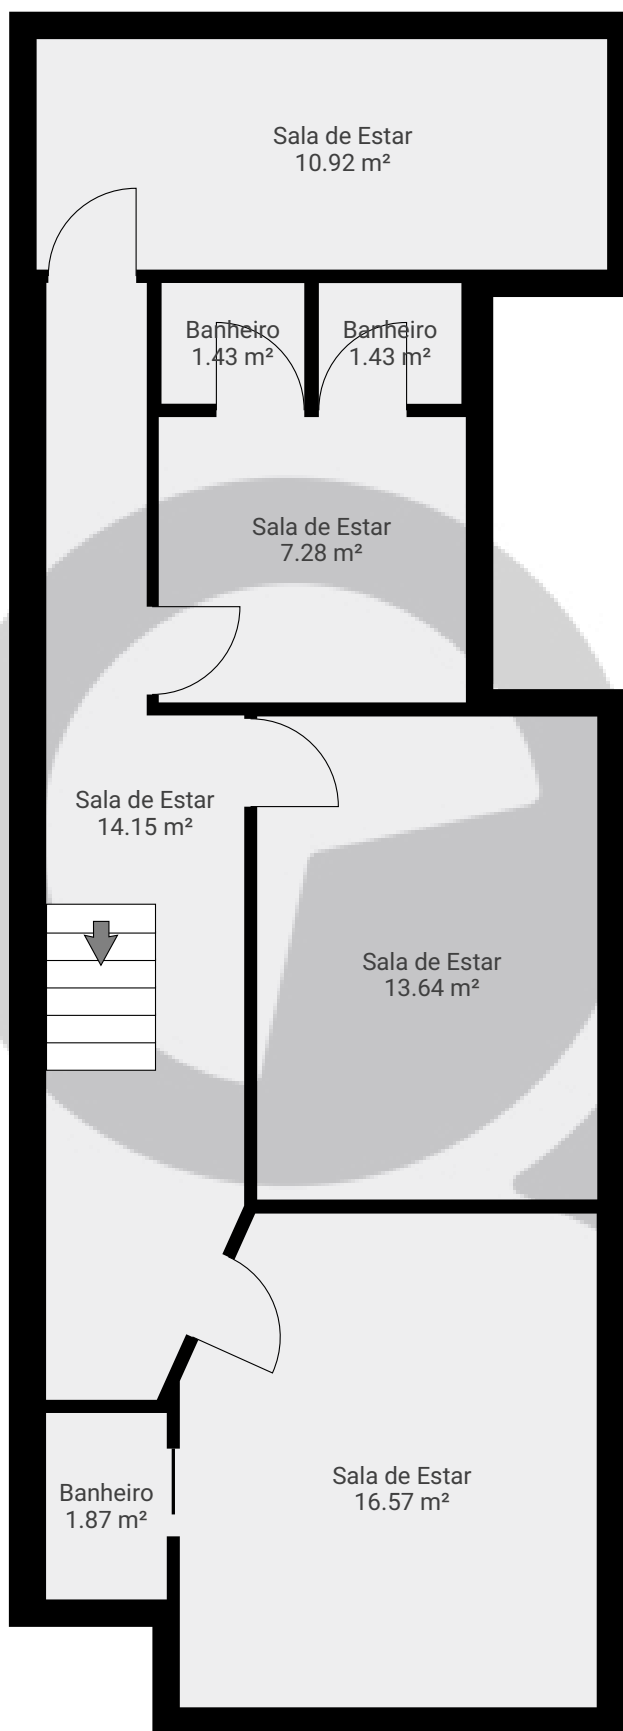 Sala de Estar
10.92 m²
Banheiro
1.43 m²
Banheiro
1.43 m²
Sala de Estar
7.28 m²
Sala de Estar
14.15 m²
Sala de Estar
13.64 m²
Sala de Estar
16.57 m²
Banheiro
1.87 m²